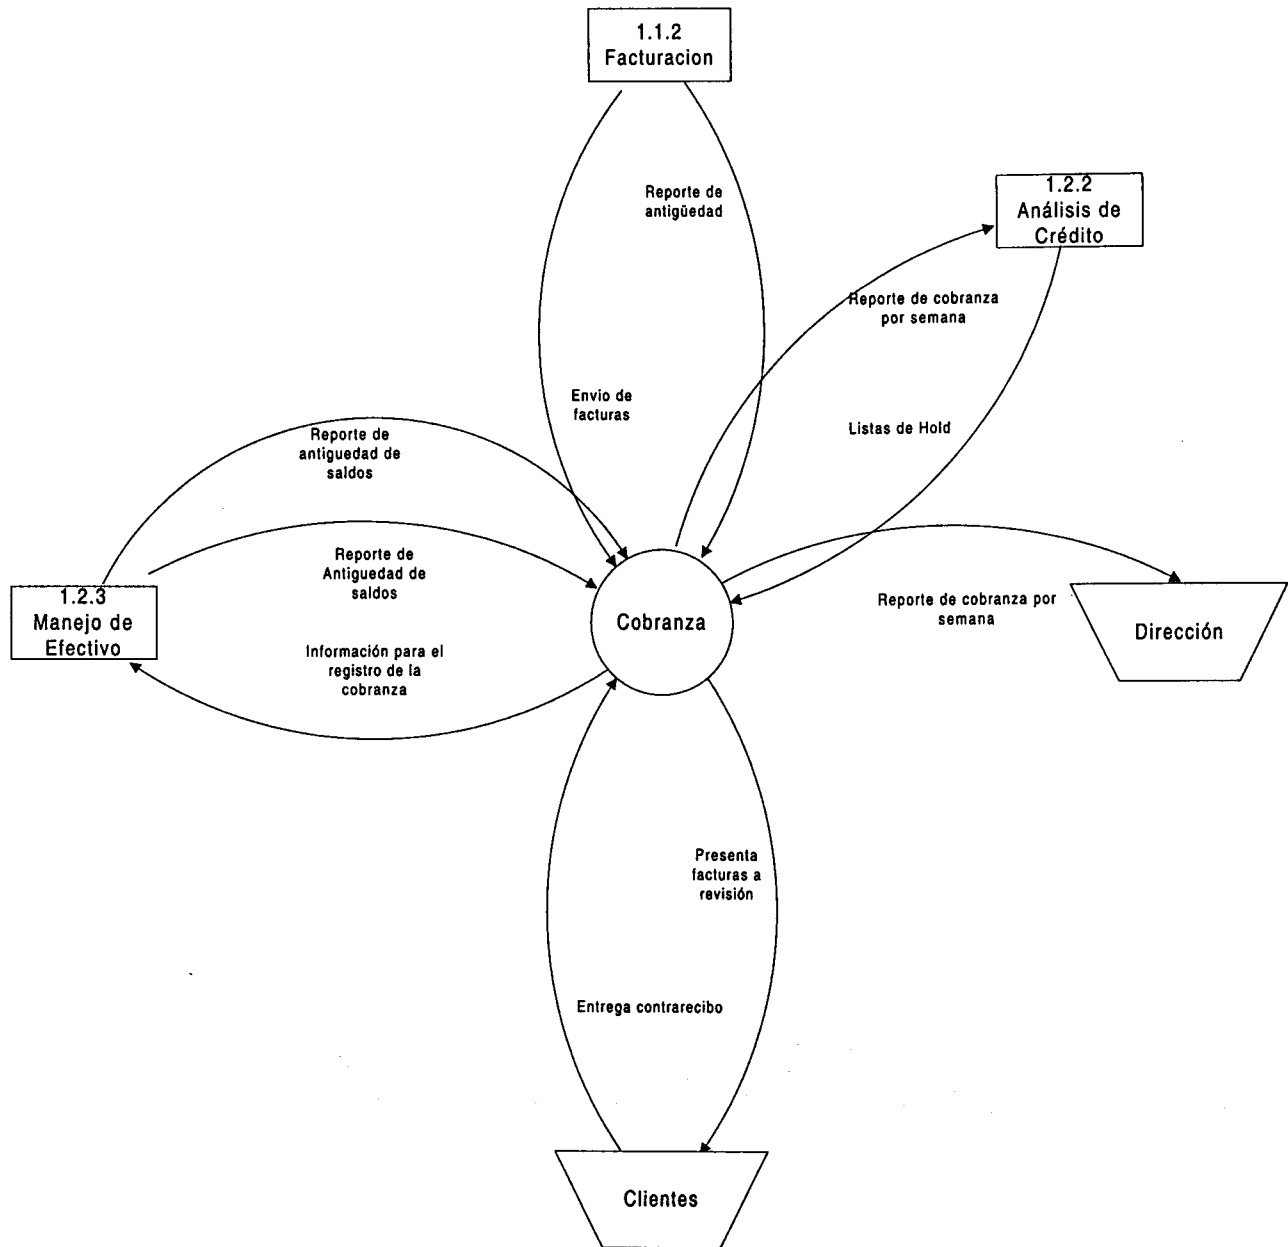 1.1.2
Facturacion
Reporte de
antigüedad
1.2.2
Análisis de
Crédito
Reporte de cobranza
por semana
Envio de
facturas
Listas de Hold
Reporte de
antiguedad de
saldos
Reporte de
Antiguedad de
saldos
1.2.3
Manejo de
Efectivo
Cobranza
Reporte de cobranza por
semana
Dirección
Información para el
registro de la
cobranza
Presenta
facturas a
revisión
Entrega contrarecibo
Clientes